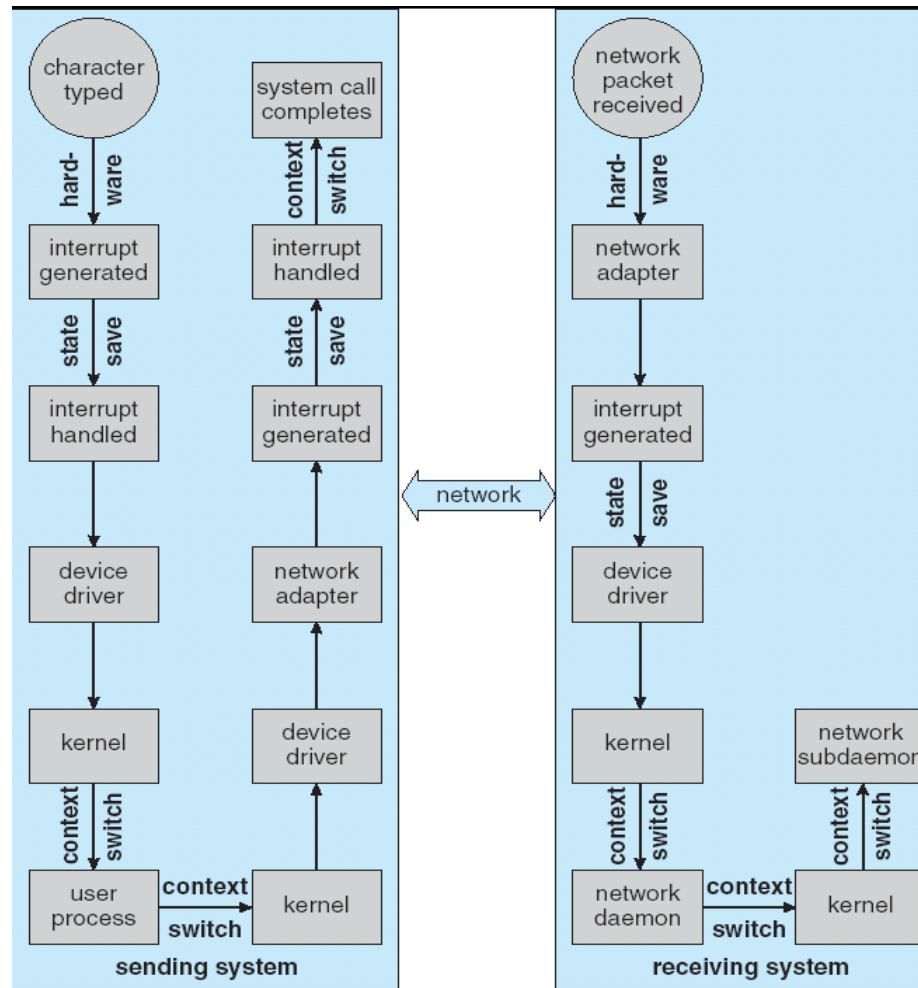 character
typed
hard-
ware
interrupt
generated
state
save
interrupt
handled
device
driver
kernel
context
switch
user
process
context
switch
kernel
device
driver
network
adapter
interrupt
generated
state
save
interrupt
handled
context
switch
system call
completes
sending system
network
network
packet
received
hard-
ware
network
adapter
interrupt
generated
state
save
device
driver
kernel
context
switch
network
daemon
context
switch
kernel
context
switch
network
subdaemon
receiving system